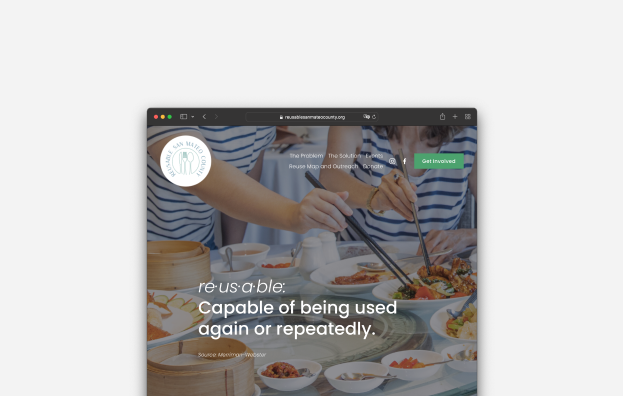 reusablesanmateocounty.org
REUSABLE SAN MATEO COUNTY
The Problem The Solution Events
Reuse Map and Outreach Donate
Get Involved
re·us·a·ble:
Capable of being used
again or repeatedly.
Source: Merriman-Webster